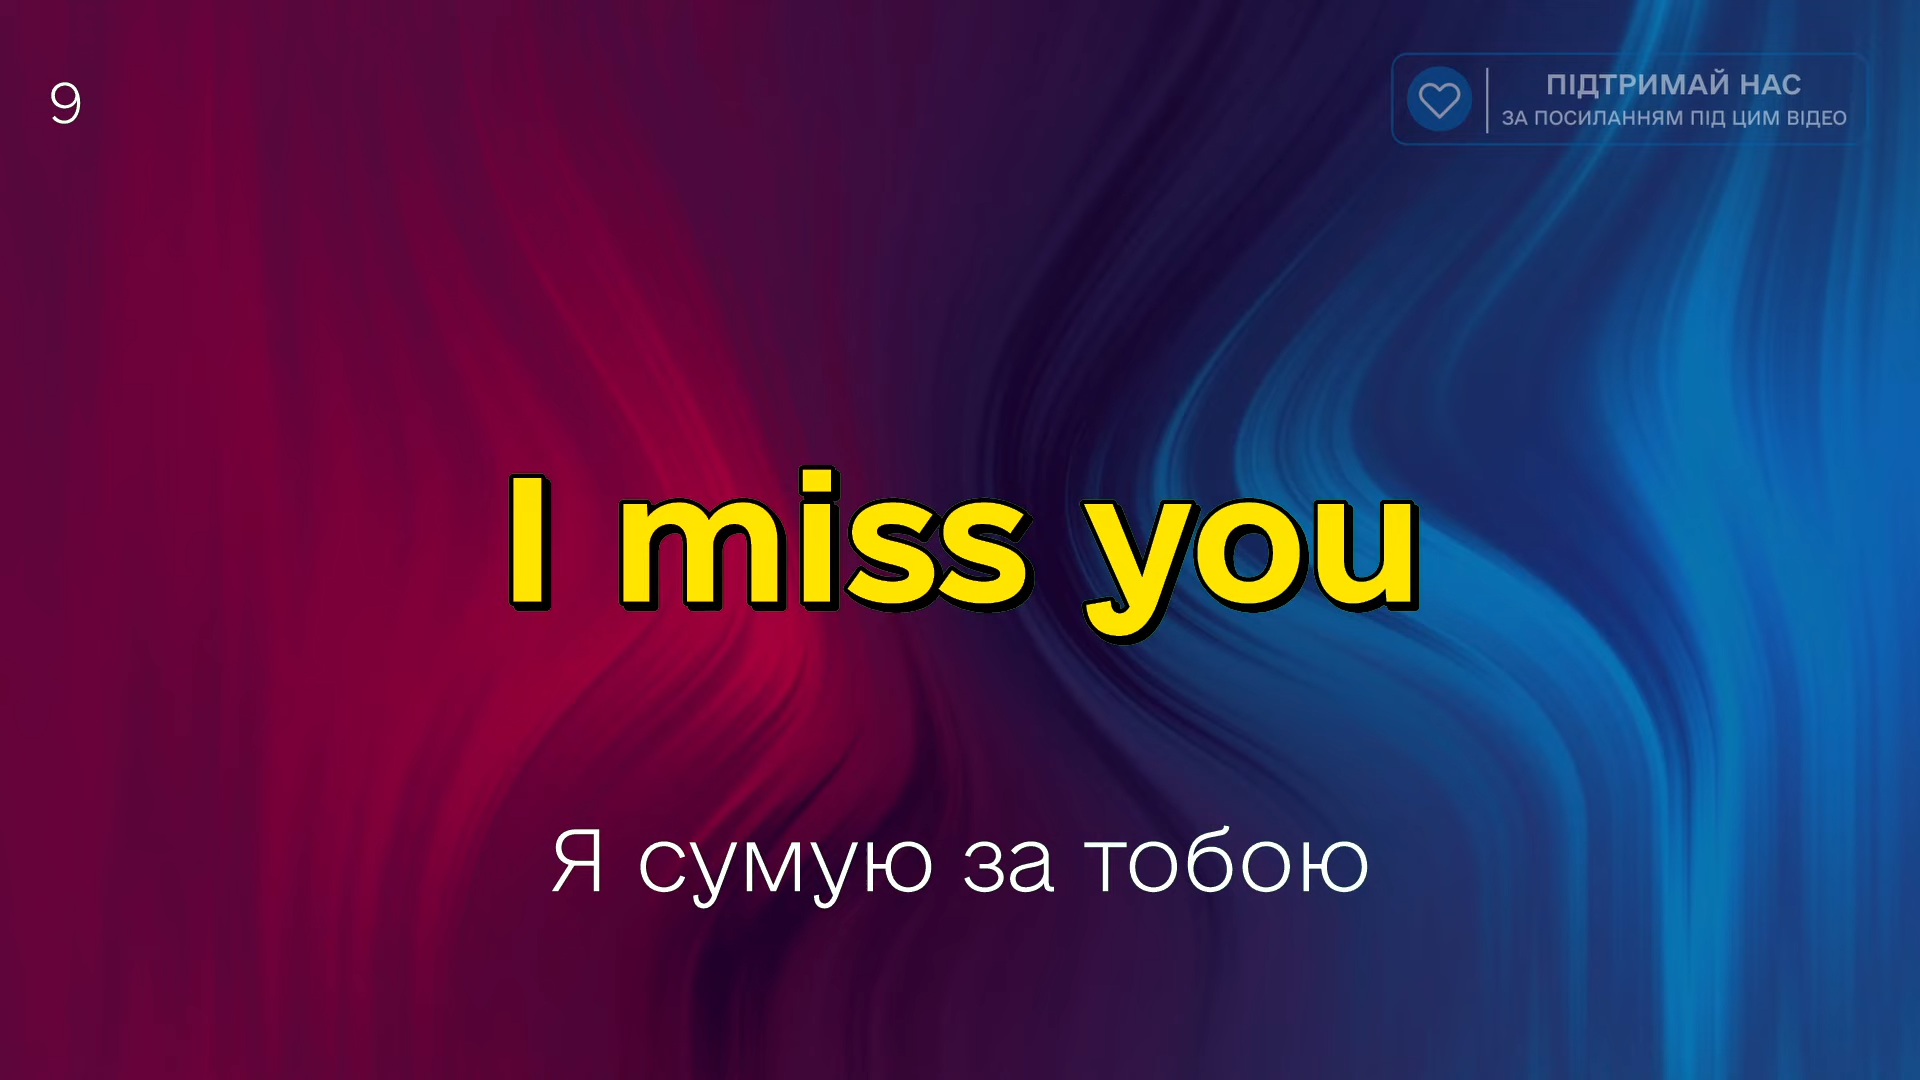 9
ПІДТРИМАЙ НАС
ЗА ПОСИЛАННЯМ ПІД ЦИМ ВІДЕО
I miss you
Я сумую за тобою